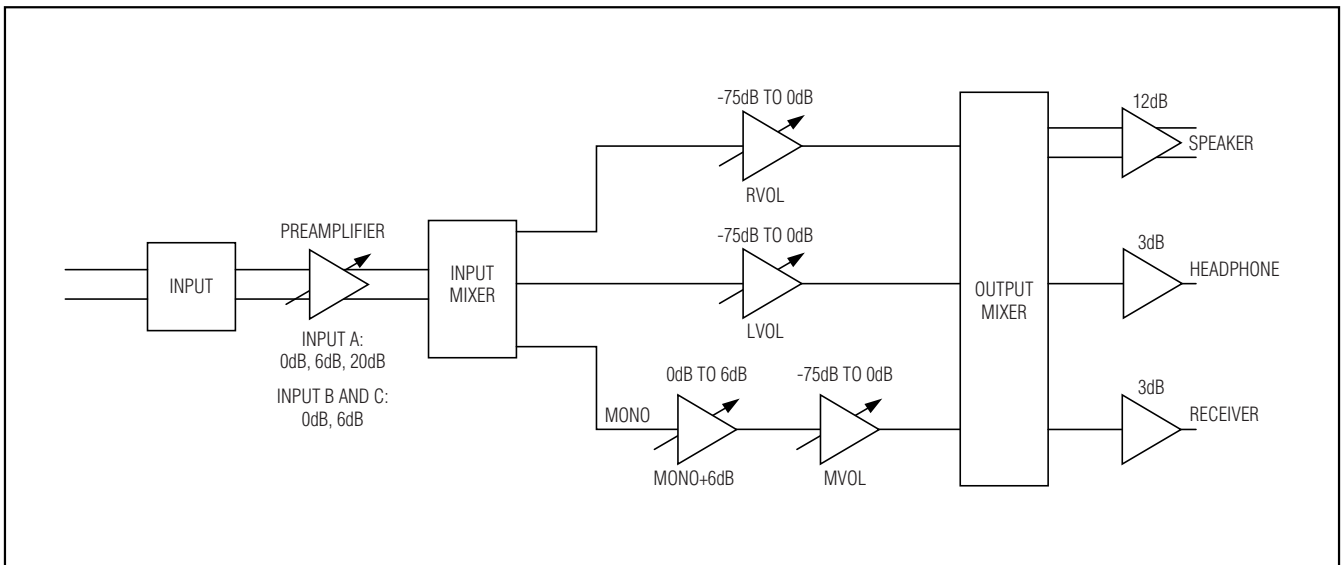 -75dB TO 0dB
RVOL
12dB
SPEAKER
PREAMPLIFIER
INPUT
INPUT A:
0dB, 6dB, 20dB
INPUT B AND C:
0dB, 6dB
INPUT
MIXER
-75dB TO 0dB
LVOL
OUTPUT
MIXER
3dB
HEADPHONE
MONO
0dB TO 6dB
MONO+6dB
-75dB TO 0dB
MVOL
3dB
RECEIVER